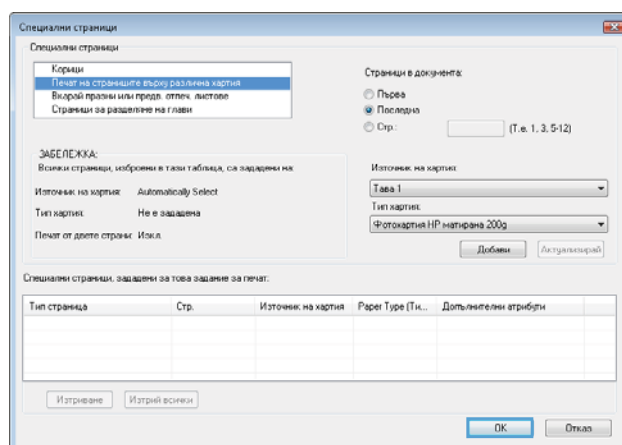 Специални страници
Специални страници
Корици
Печат на страниците върху различна хартия
Вкарай празни или предв. отпеч. листове
Страници за разделяне на глави
Страници в документа:
Първа
Последна
Стр.:
(Т.е. 1, 3, 5-12)
ЗАБЕЛЕЖКА:
Всички страници, изброени в тази таблица, са зададени на:
Източник на хартия: Automatically Select
Тип хартия: Не е зададена
Печат от двете страни: Изкл.
Източник на хартия:
Тава 1
Тип хартия:
Фотохартия HP матирана 200g
Добави
Актуализирай
Специални страници, зададени за това задание за печат:
Тип страница Стр. Източник на хартия Paper Type (Ти... Допълнителни атрибути
Изтриване Изтрий всички
OK Отказ